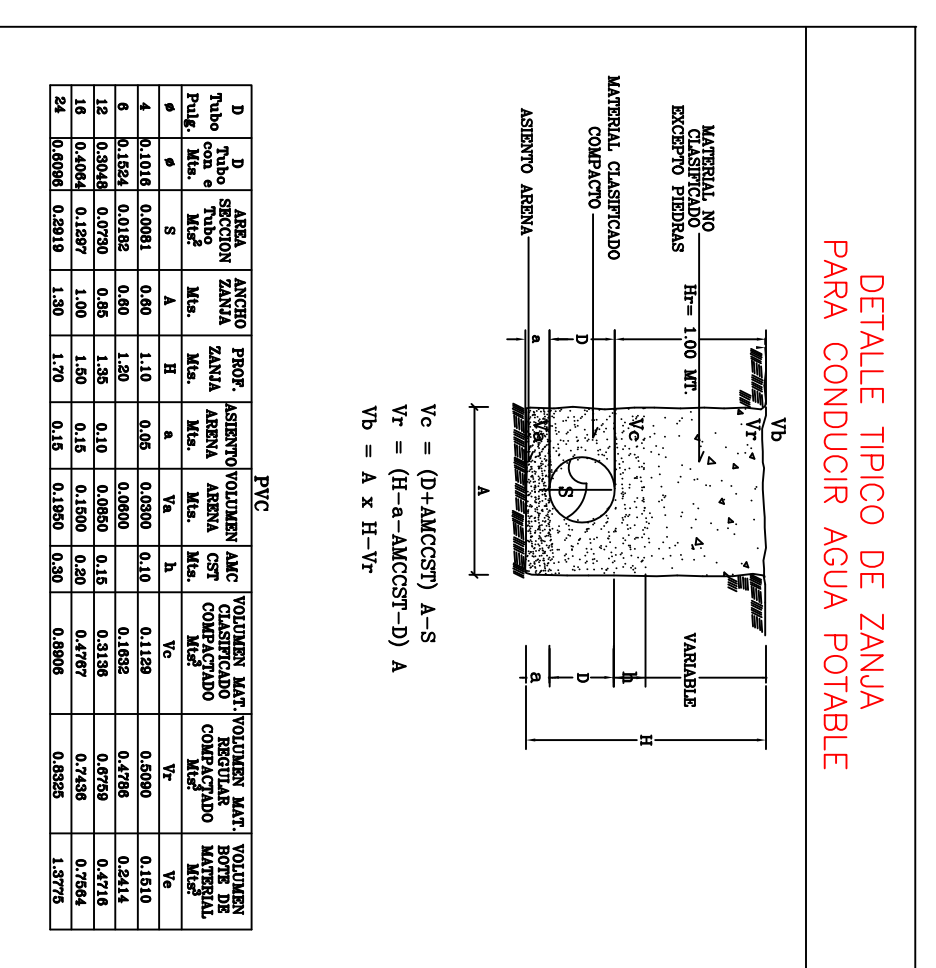 DETALLE TIPICO DE ZANJA
PARA CONDUCIR AGUA POTABLE
MATERIAL NO
CLASIFICADO
EXCEPTO PIEDRAS
MATERIAL CLASIFICADO
COMPACTO
ASIENTO ARENA
Hr= 1.00 MT.
D
a
Vb
Vr
Vc
Va
S
A
VARIABLE
h
D
a
H
Vc = (D+AMCCST) A-S
Vr = (H-a-AMCCST-D) A
Vb = A x H-Vr
PVC
D Tubo Pulg. | D Tubo con e Mts. | AREA SECCION Tubo Mts.² | ANCHO ZANJA Mts. | PROF. ZANJA Mts. | ASIENTO ARENA Mts. | VOLUMEN ARENA Mts. | AMC CST Mts. | VOLUMEN MAT. CLASIFICADO COMPACTADO Mts.³ | VOLUMEN MAT. REGULAR COMPACTADO Mts.³ | VOLUMEN BOTE DE MATERIAL Mts.³
ø | ø | S | A | H | a | Va | h | Vc | Vr | Ve
4 | 0.1016 | 0.0081 | 0.60 | 1.10 | 0.05 | 0.0300 | 0.10 | 0.1129 | 0.5090 | 0.1510
6 | 0.1524 | 0.0182 | 0.60 | 1.20 | | 0.0600 | | 0.1632 | 0.4786 | 0.2414
12 | 0.3048 | 0.0730 | 0.85 | 1.35 | 0.10 | 0.0850 | 0.15 | 0.3136 | 0.6759 | 0.4716
16 | 0.4064 | 0.1297 | 1.00 | 1.50 | 0.15 | 0.1500 | 0.20 | 0.4767 | 0.7436 | 0.7564
24 | 0.6096 | 0.2919 | 1.30 | 1.70 | 0.15 | 0.1950 | 0.30 | 0.8906 | 0.8325 | 1.3775